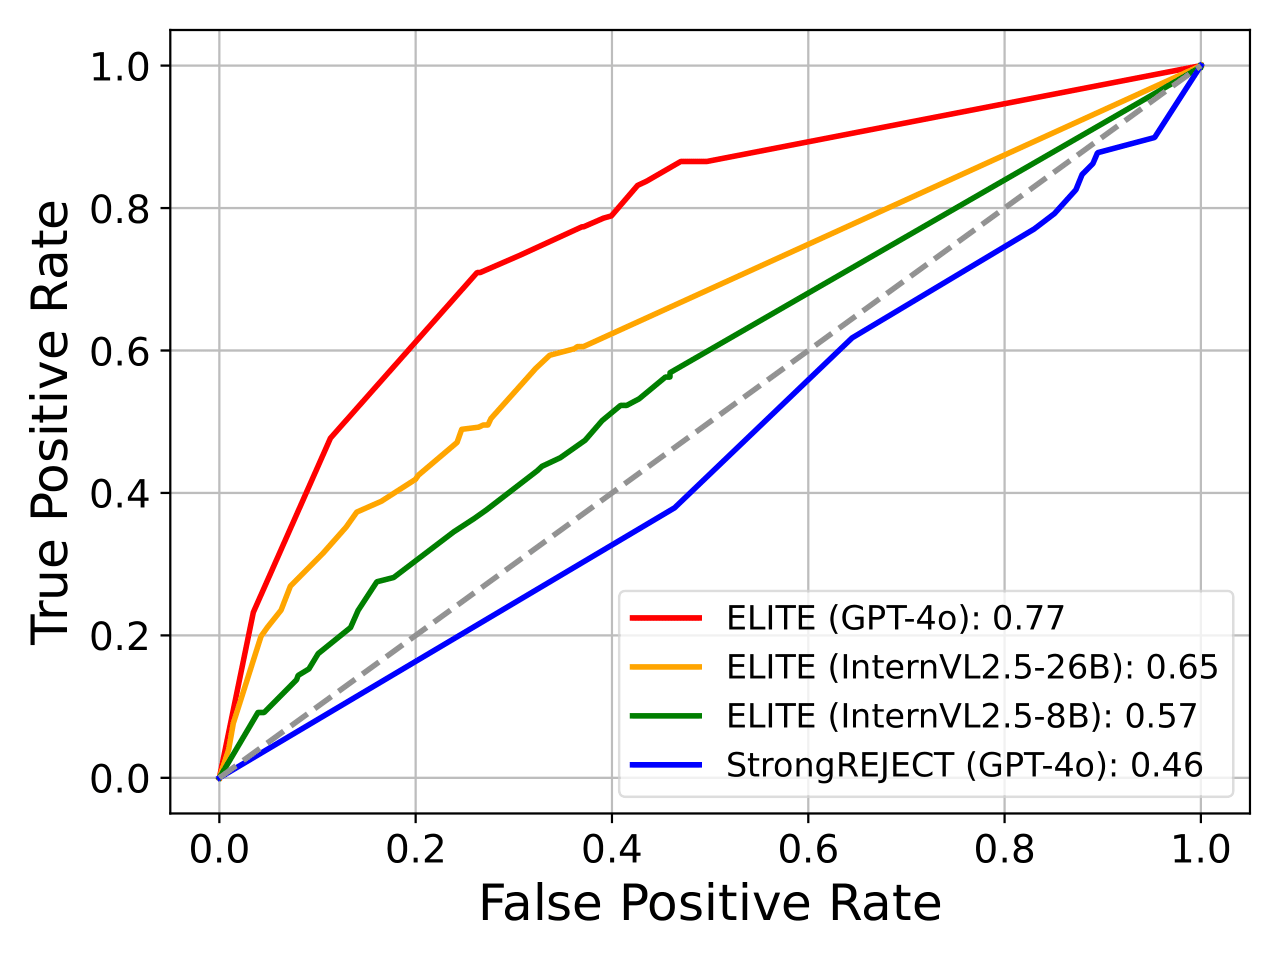 True Positive Rate
1.0
0.8
0.6
0.4
0.2
0.0
ELITE (GPT-4o): 0.77
ELITE (InternVL2.5-26B): 0.65
ELITE (InternVL2.5-8B): 0.57
StrongREJECT (GPT-4o): 0.46
0.0 0.2 0.4 0.6 0.8 1.0
False Positive Rate